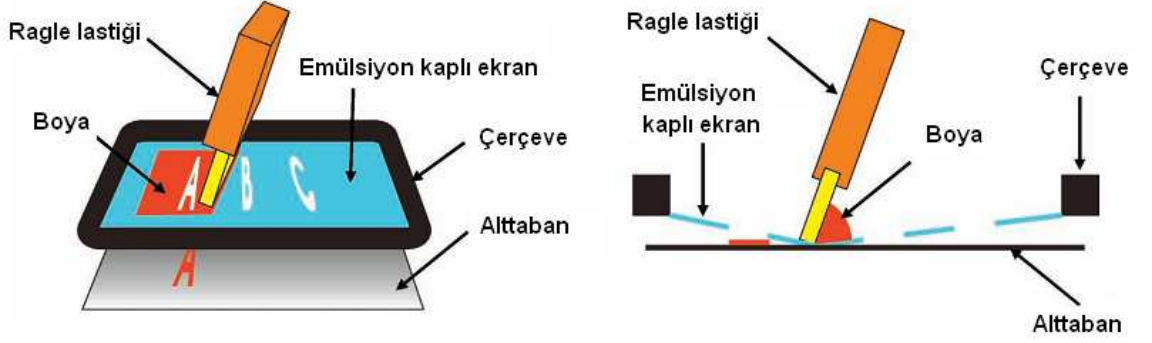 Ragle lastiği
Emülsiyon kaplı ekran
Boya
Çerçeve
Alttaban
A B C
A
Ragle lastiği
Çerçeve
Emülsiyon
kaplı ekran
Boya
Alttaban